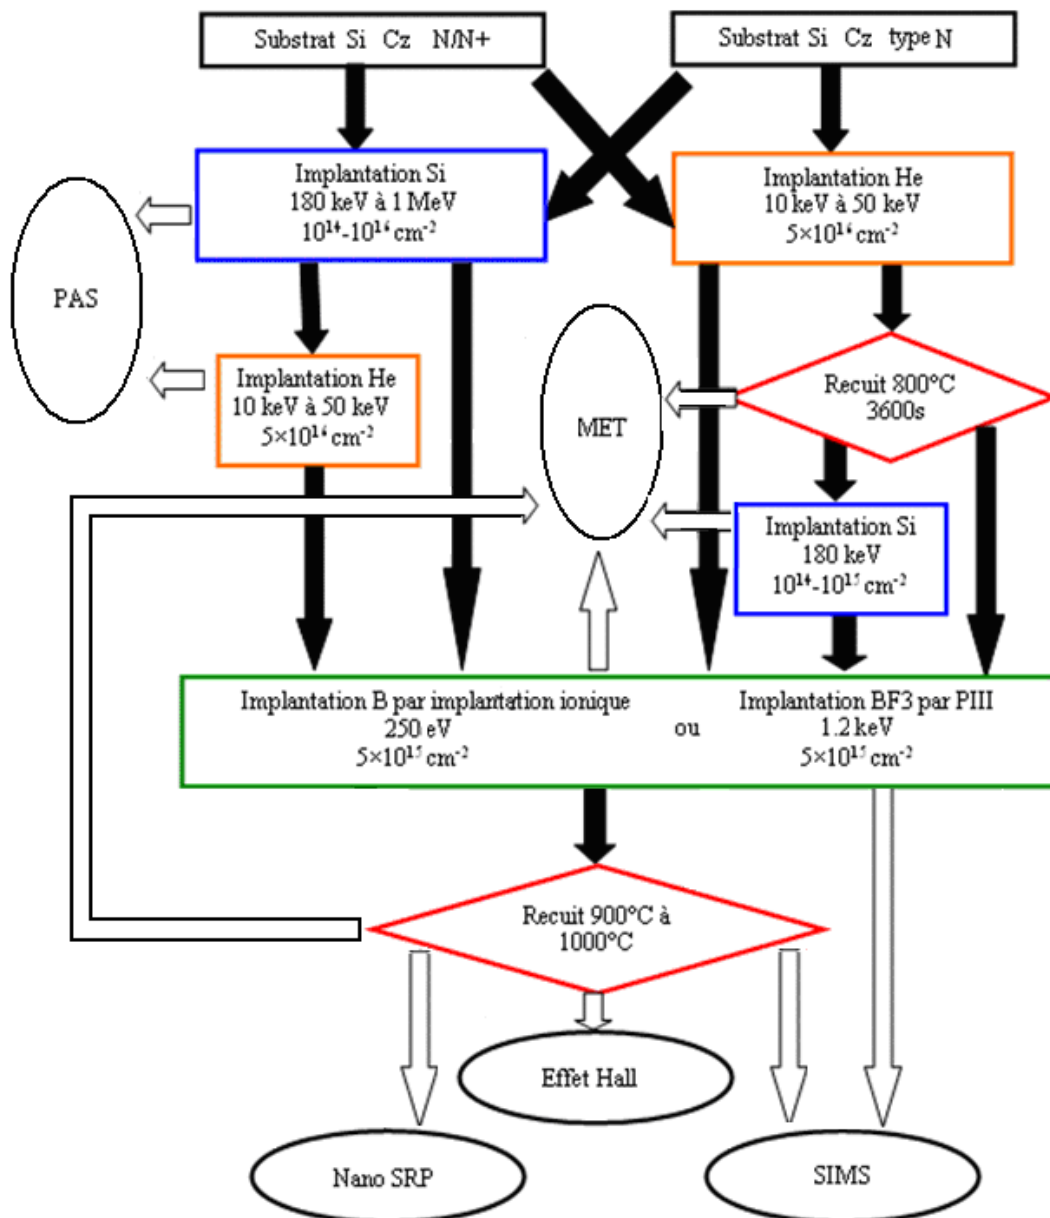 Substrat Si Cz N/N+
Substrat Si Cz type N
Implantation Si
180 keV à 1 MeV
10¹⁴-10¹⁶ cm⁻²
Implantation He
10 keV à 50 keV
5×10¹⁶ cm⁻²
PAS
Implantation He
10 keV à 50 keV
5×10¹⁶ cm⁻²
MET
Recuit 800°C
3600s
Implantation Si
180 keV
10¹⁴-10¹⁵ cm⁻²
Implantation B par implantation ionique
250 eV
5×10¹⁵ cm⁻²
ou
Implantation BF3 par PIII
1.2 keV
5×10¹⁵ cm⁻²
Recuit 900°C à
1000°C
Effet Hall
Nano SRP
SIMS